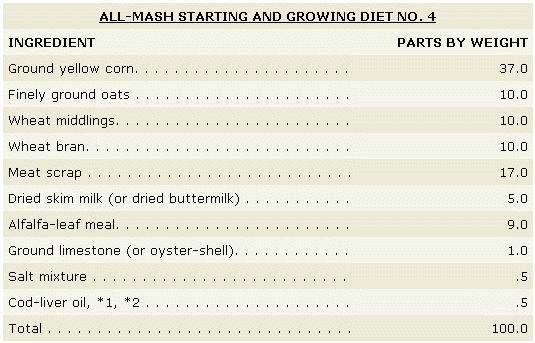 ALL-MASH STARTING AND GROWING DIET NO. 4
INGREDIENT PARTS BY WEIGHT
Ground yellow corn. . . . . . . . . . . . . . . . . . . . . . 37.0
Finely ground oats . . . . . . . . . . . . . . . . . . . . . . 10.0
Wheat middlings. . . . . . . . . . . . . . . . . . . . . . . . 10.0
Wheat bran. . . . . . . . . . . . . . . . . . . . . . . . . . . 10.0
Meat scrap . . . . . . . . . . . . . . . . . . . . . . . . . . . 17.0
Dried skim milk (or dried buttermilk) . . . . . . . . . . . 5.0
Alfalfa-leaf meal. . . . . . . . . . . . . . . . . . . . . . . . 9.0
Ground limestone (or oyster-shell). . . . . . . . . . . . 1.0
Salt mixture . . . . . . . . . . . . . . . . . . . . . . . . . . .5
Cod-liver oil, *1, *2 . . . . . . . . . . . . . . . . . . . . . .5
Total . . . . . . . . . . . . . . . . . . . . . . . . . . . . . . . 100.0